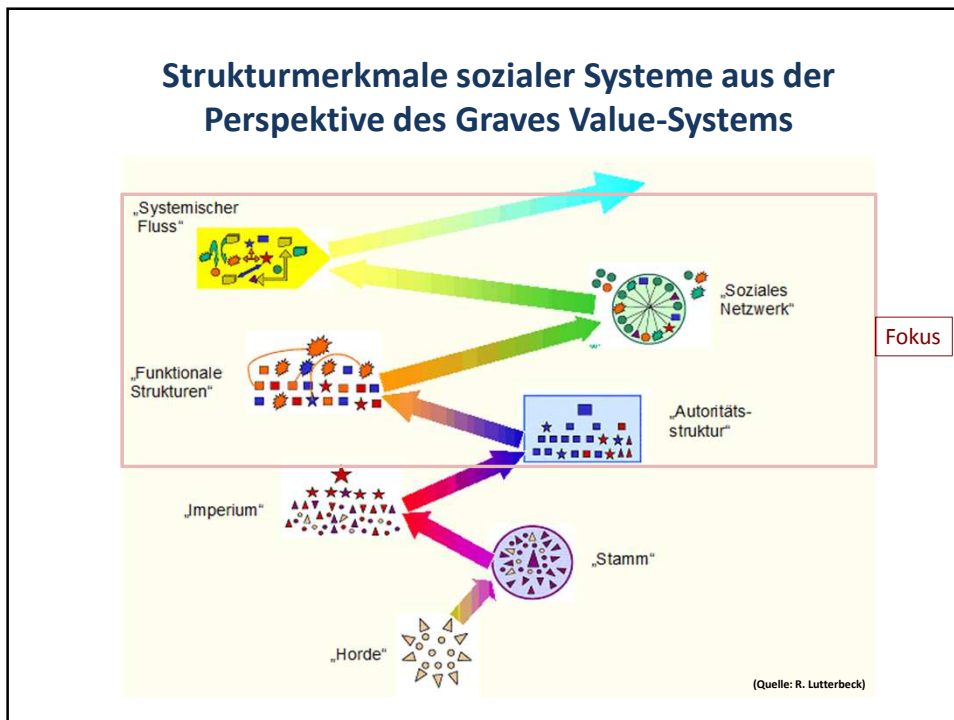 Strukturmerkmale sozialer Systeme aus der
Perspektive des Graves Value-Systems
„Systemischer
Fluss“
„Soziales
Netzwerk“
Fokus
„Funktionale
Strukturen“
„Autoritäts-
struktur“
„Imperium“
„Stamm“
„Horde“
(Quelle: R. Lutterbeck)